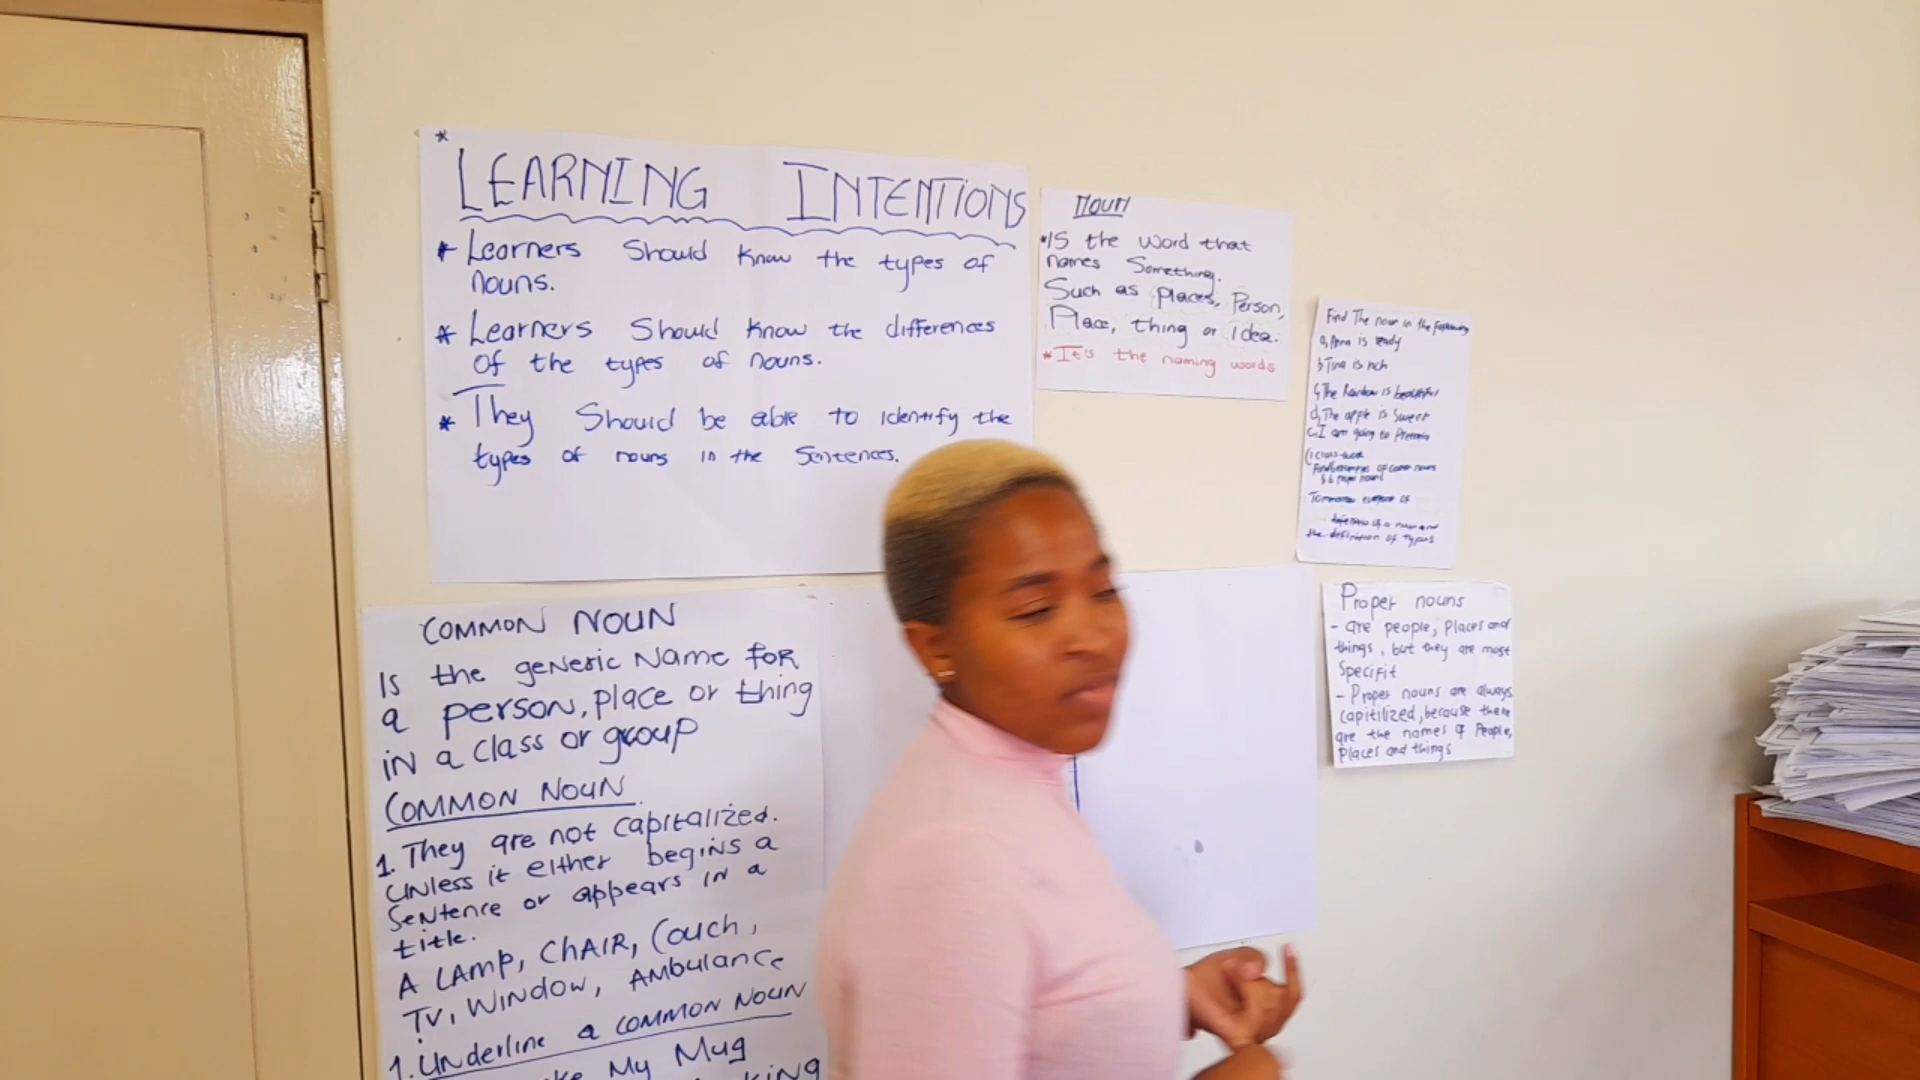 LEARNING INTENTIONS
* Learners Should know the types of
nouns.
* Learners Should know the differences
of the types of nouns.
* They Should be able to identify the
types of nouns in the Sentences.
Noun
*IS the word that
names Something.
Such as places, Person,
Place, thing or idea.
* It's the naming words
Find The noun in the following
is ready
b, Tina is rich
c, The Rainbow is beautiful
d, The apple is Sweet
I am going to Pretoria
the definition of types
Proper nouns
- are people, places and
things, but they are most
Specifit
- Proper nouns are always
capitilized, because there
are the names of People,
Places and things
COMMON NOUN
Is the generic Name for
a person, place or thing
in a class or group
COMMON NOUN
1. They are not capitalized.
unless it either begins a
Sentence or appears in a
title.
A LAmp, ChAIR, Couch,
TV, Window, AmbulANce
1. Underline a COMMON NOUN
My Mug